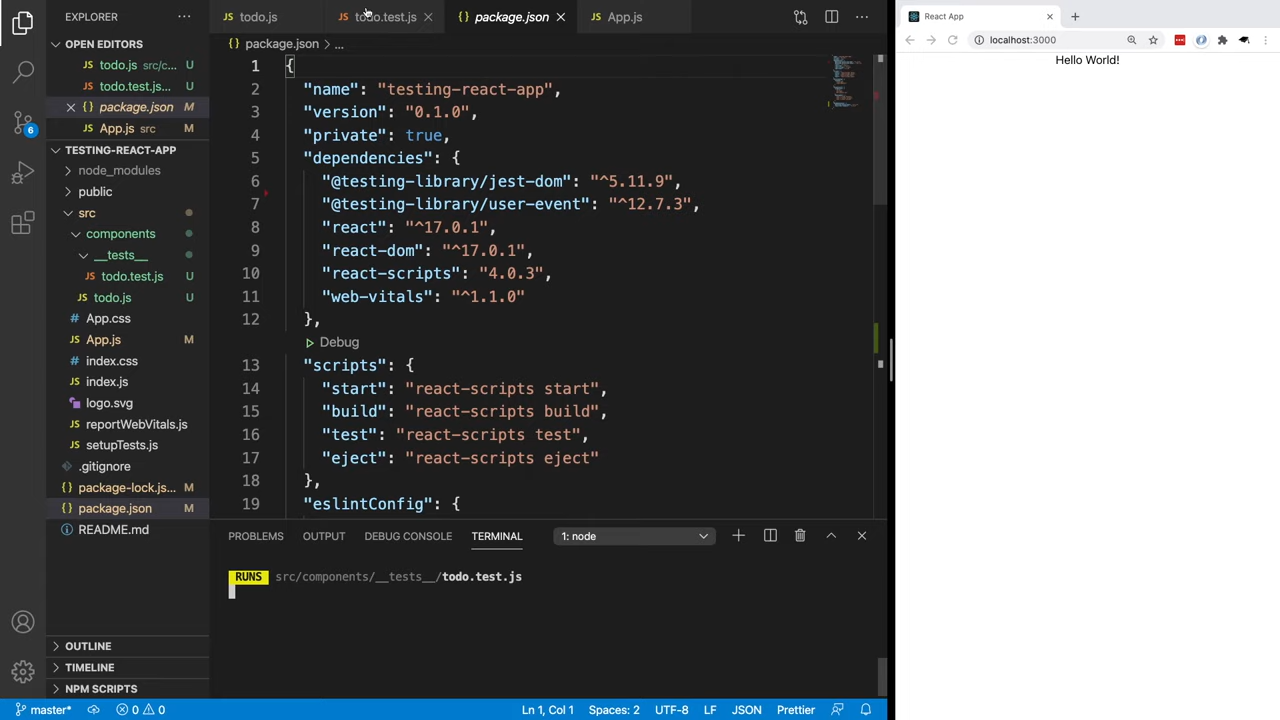 EXPLORER
OPEN EDITORS
todo.js src/c... U
todo.test.js... U
package.json M
App.js src M
TESTING-REACT-APP
node_modules
public
src
components
__tests__
todo.test.js U
todo.js U
App.css
App.js M
index.css
index.js
logo.svg
reportWebVitals.js
setupTests.js
.gitignore
package-lock.js... M
package.json M
README.md
OUTLINE
TIMELINE
NPM SCRIPTS
todo.js
todo.test.js
package.json
App.js
package.json > ...
1 {
2 "name": "testing-react-app",
3 "version": "0.1.0",
4 "private": true,
5 "dependencies": {
6 "@testing-library/jest-dom": "^5.11.9",
7 "@testing-library/user-event": "^12.7.3",
8 "react": "^17.0.1",
9 "react-dom": "^17.0.1",
10 "react-scripts": "4.0.3",
11 "web-vitals": "^1.1.0"
12 },
Debug
13 "scripts": {
14 "start": "react-scripts start",
15 "build": "react-scripts build",
16 "test": "react-scripts test",
17 "eject": "react-scripts eject"
18 },
19 "eslintConfig": {
PROBLEMS OUTPUT DEBUG CONSOLE TERMINAL 1: node
RUNS src/components/__tests__/todo.test.js
6
master* 0 0 Ln 1, Col 1 Spaces: 2 UTF-8 LF JSON Prettier
React App
localhost:3000
Hello World!